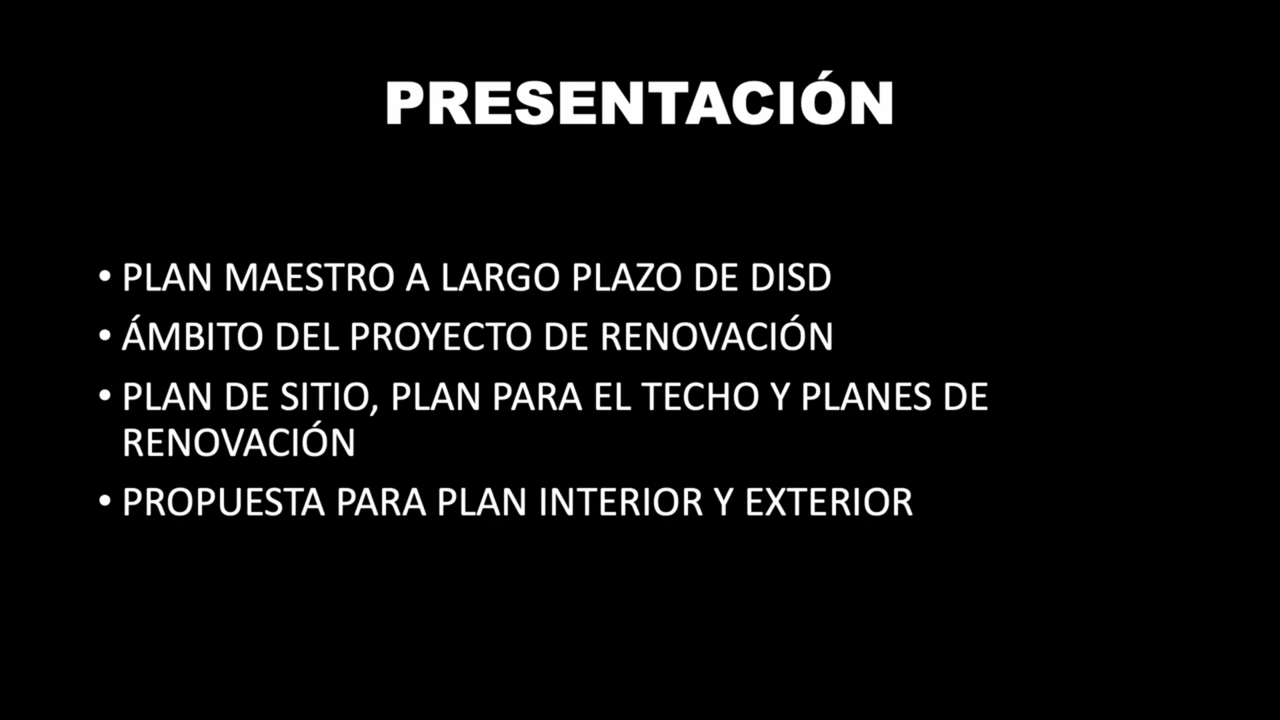 PRESENTACIÓN
• PLAN MAESTRO A LARGO PLAZO DE DISD
• ÁMBITO DEL PROYECTO DE RENOVACIÓN
• PLAN DE SITIO, PLAN PARA EL TECHO Y PLANES DE
RENOVACIÓN
• PROPUESTA PARA PLAN INTERIOR Y EXTERIOR